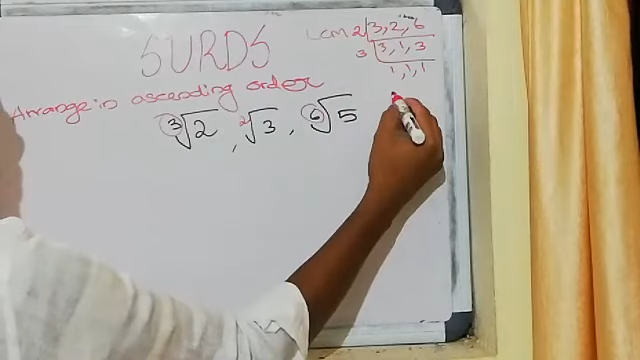 SURDS
LCM 2|3, 2, 6
3|3, 1, 3
1, 1, 1
Arrange in ascending order
³√2 , ²√3 , ⁶√5